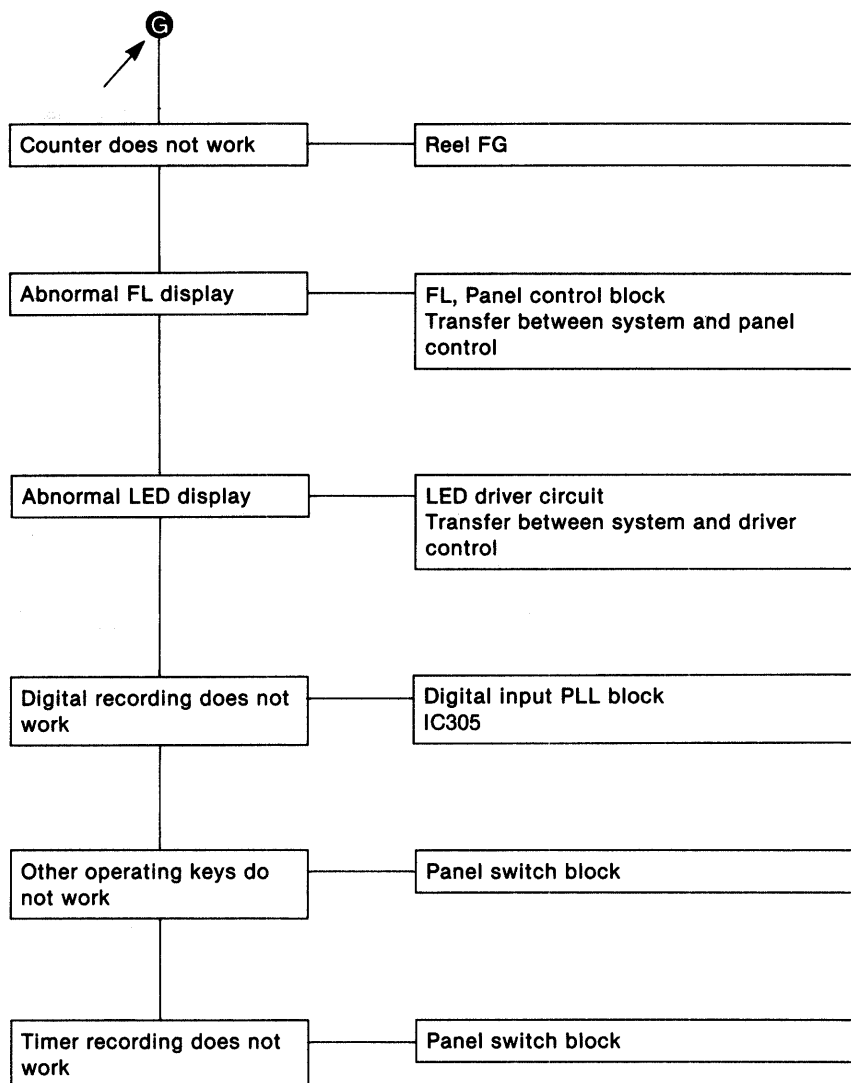 G
Counter does not work
Reel FG
Abnormal FL display
FL, Panel control block
Transfer between system and panel
control
Abnormal LED display
LED driver circuit
Transfer between system and driver
control
Digital recording does not
work
Digital input PLL block
IC305
Other operating keys do
not work
Panel switch block
Timer recording does not
work
Panel switch block